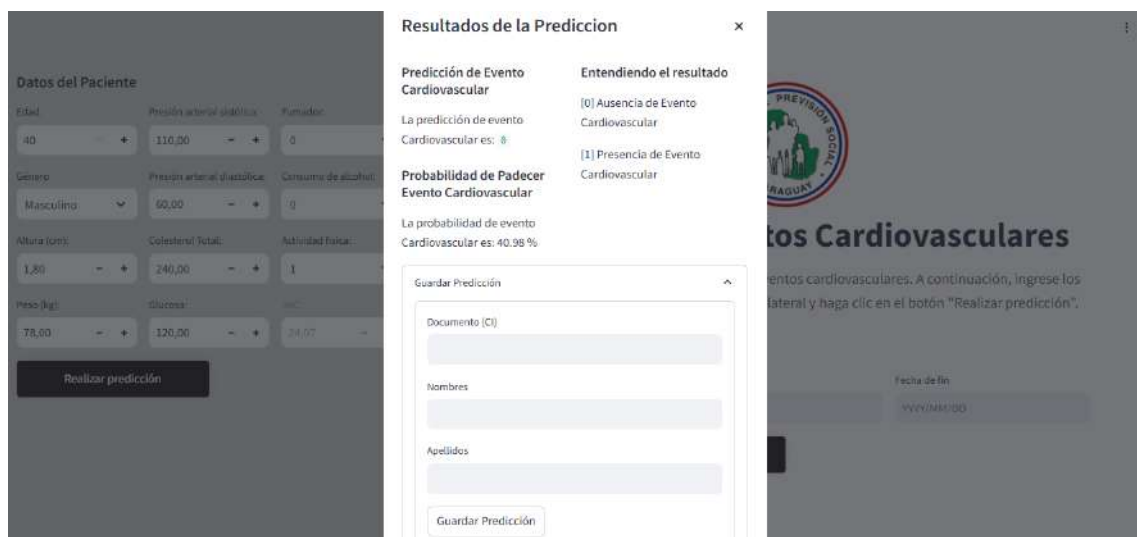 Datos del Paciente
Edad:
40 - +
Presión arterial sistólica:
110,00 - +
Fumador:
0
Género
Masculino
Presión arterial diastólica:
60,00 - +
Consumo de alcohol:
0
Altura (cm):
1,80 - +
Colesterol Total:
240,00 - +
Actividad física:
1
Peso (kg):
78,00 - +
Glucosa:
120,00 - +
IMC:
24,07 -
Realizar predicción
Resultados de la Prediccion ×
Predicción de Evento
Cardiovascular
La predicción de evento
Cardiovascular es: 0
Probabilidad de Padecer
Evento Cardiovascular
La probabilidad de evento
Cardiovascular es: 40.98 %
Entendiendo el resultado
[0] Ausencia de Evento
Cardiovascular
[1] Presencia de Evento
Cardiovascular
Guardar Predicción
Documento (CI)
Nombres
Apellidos
Guardar Predicción
PREVISION SOCIAL
tos Cardiovasculares
entos cardiovasculares. A continuación, ingrese los
lateral y haga clic en el botón "Realizar predicción".
Fecha de fin
YYYY/MM/DD